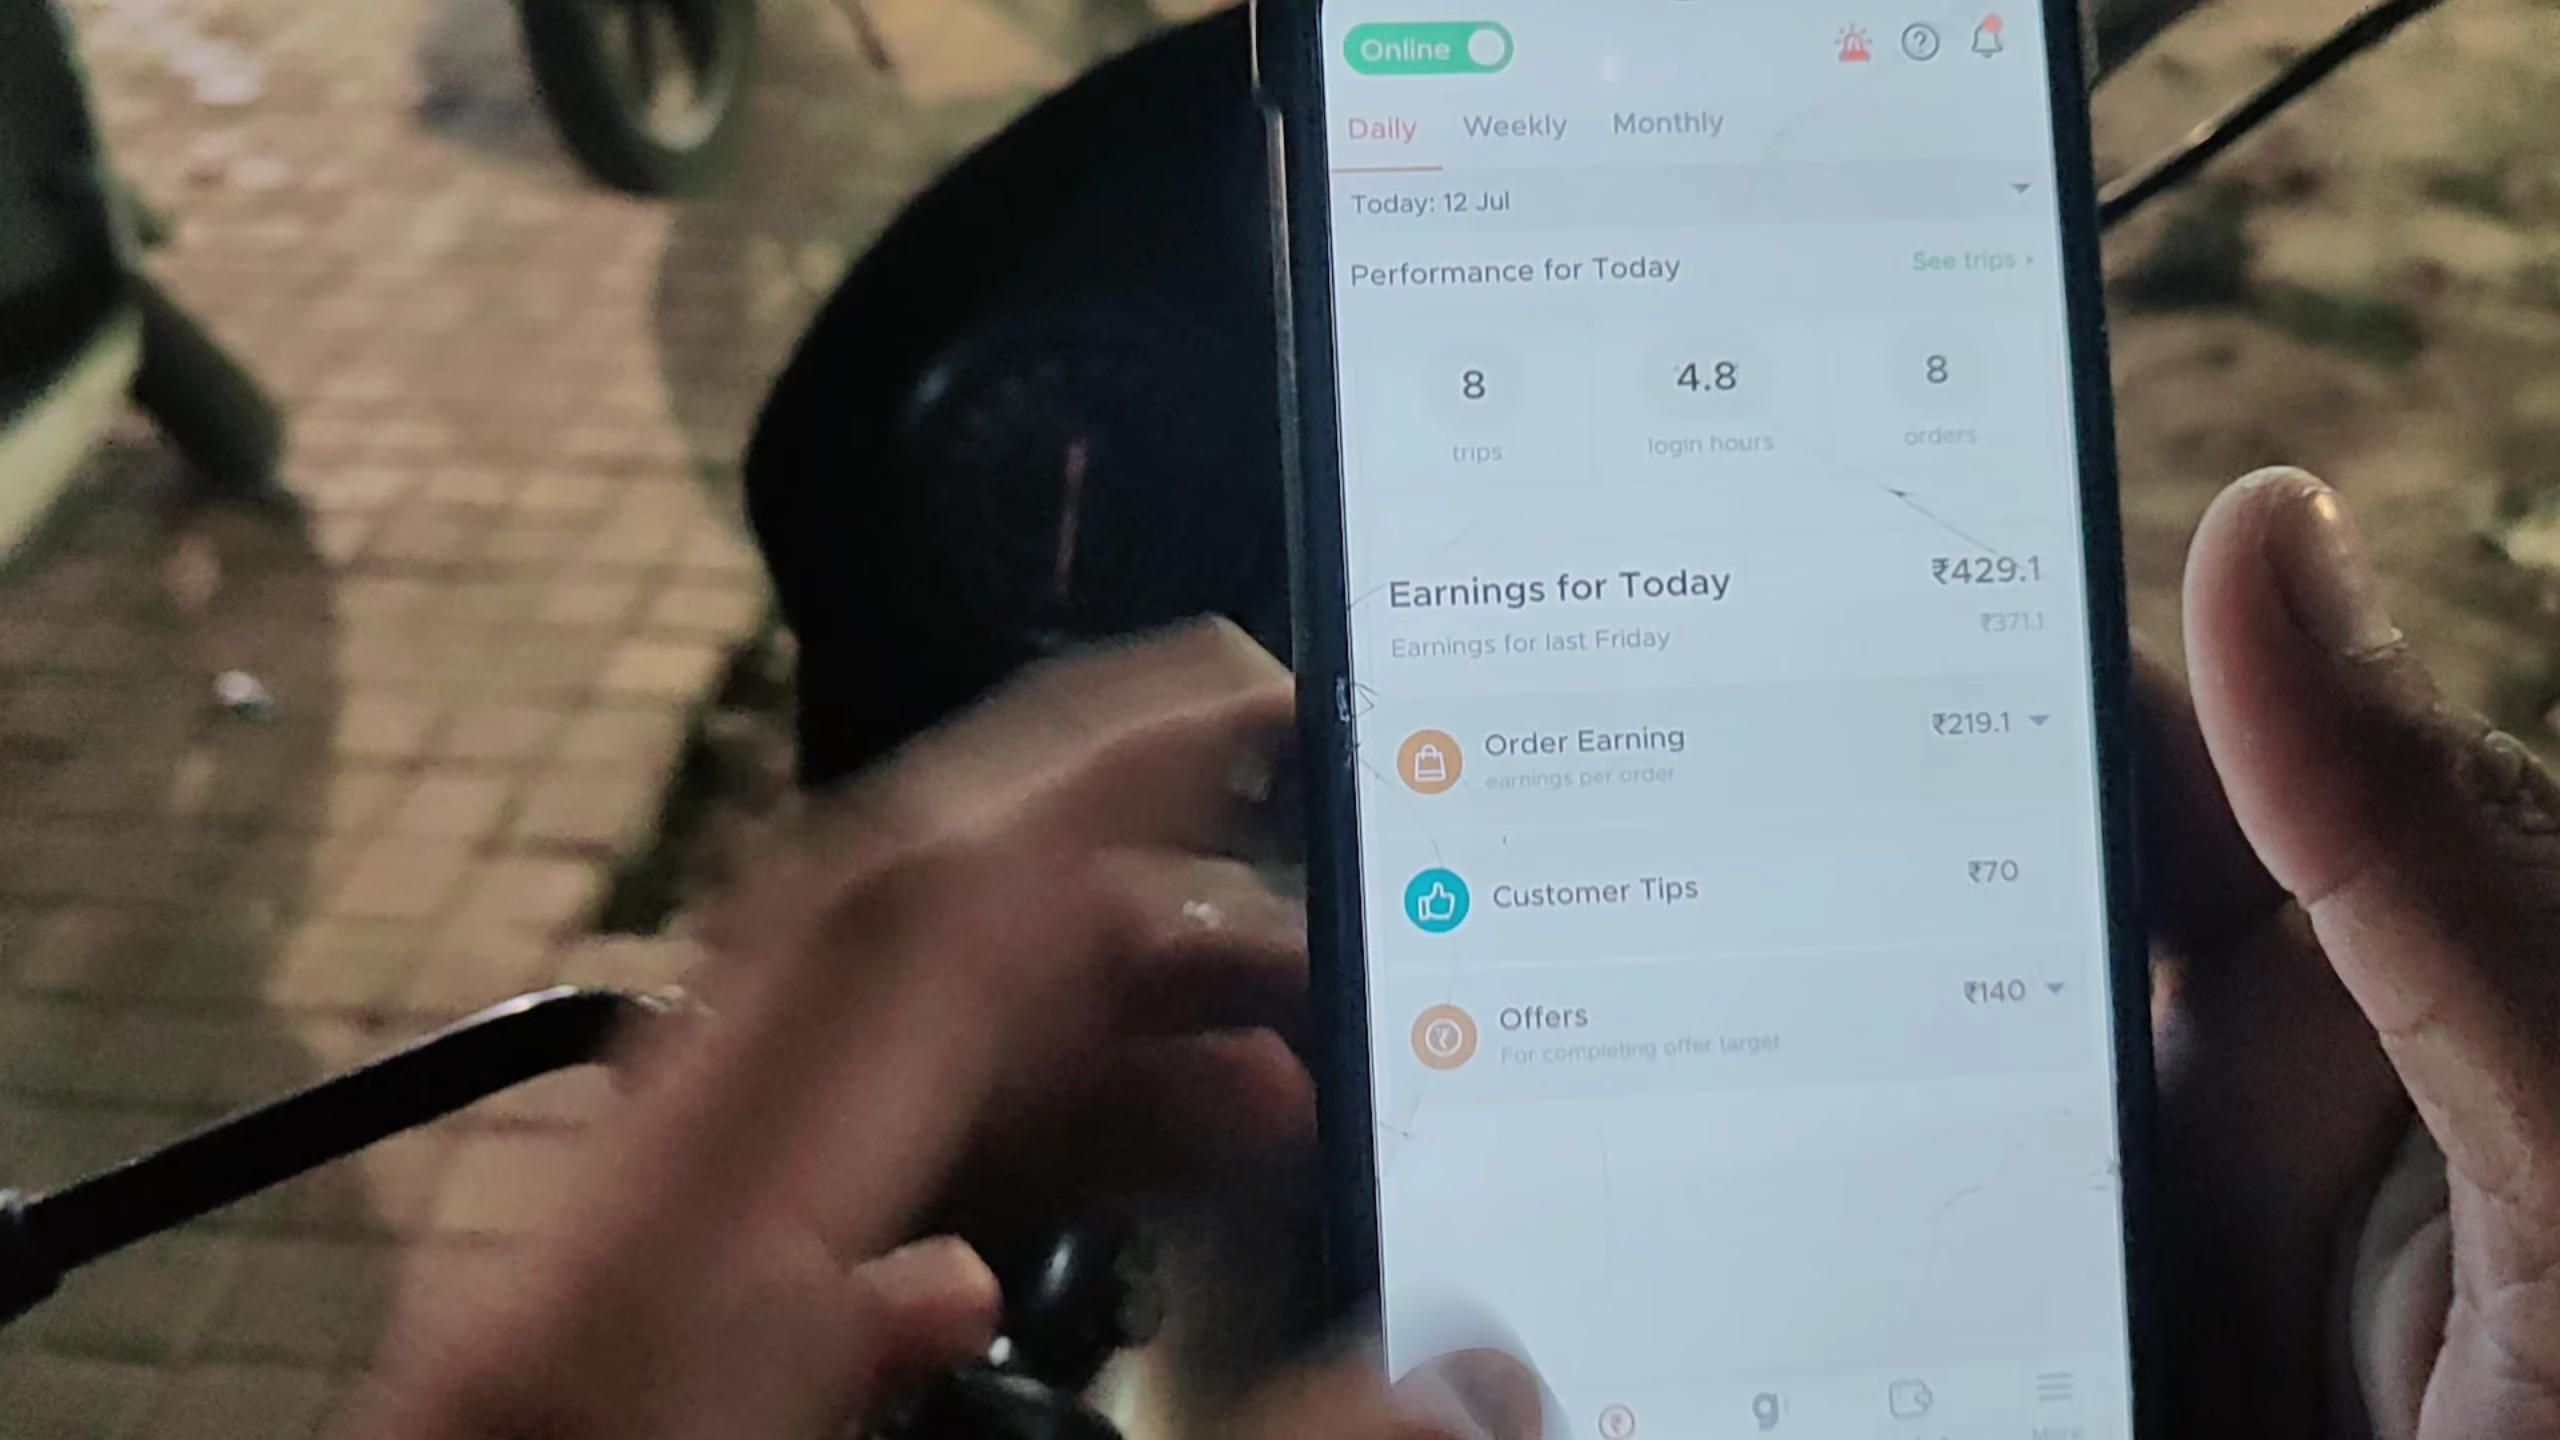 Online
Daily Weekly Monthly
Today: 12 Jul
Performance for Today See trips
8 4.8 8
trips login hours orders
Earnings for Today ₹429.1
Earnings for last Friday ₹371.1
Order Earning ₹219.1
earnings per order
Customer Tips ₹70
Offers ₹140
For completing offer target
g
More